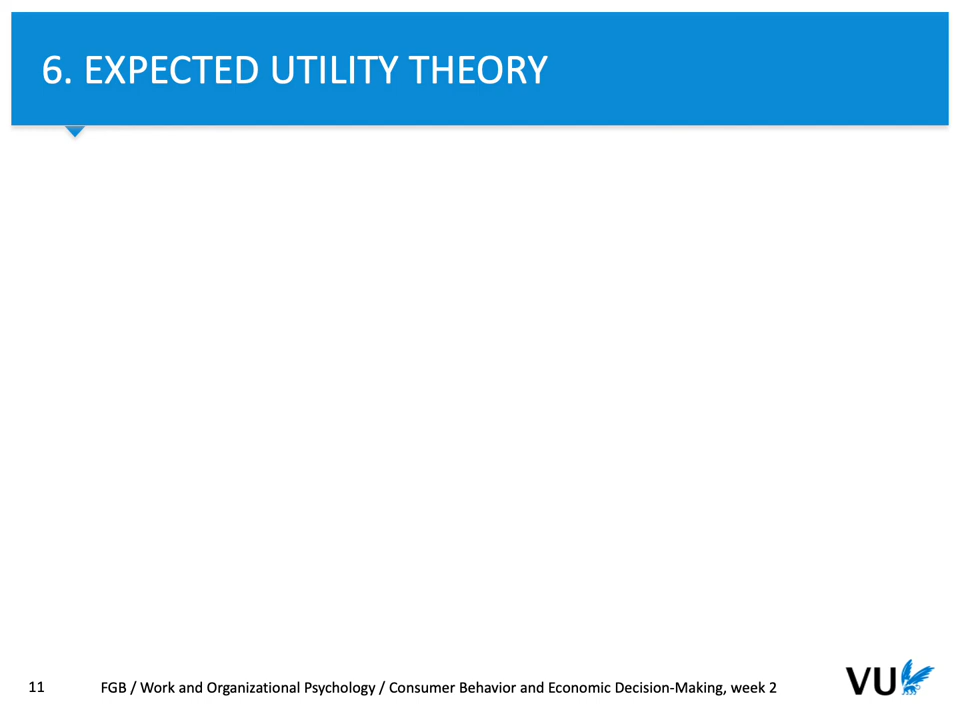 6. EXPECTED UTILITY THEORY
11 FGB / Work and Organizational Psychology / Consumer Behavior and Economic Decision-Making, week 2
VU